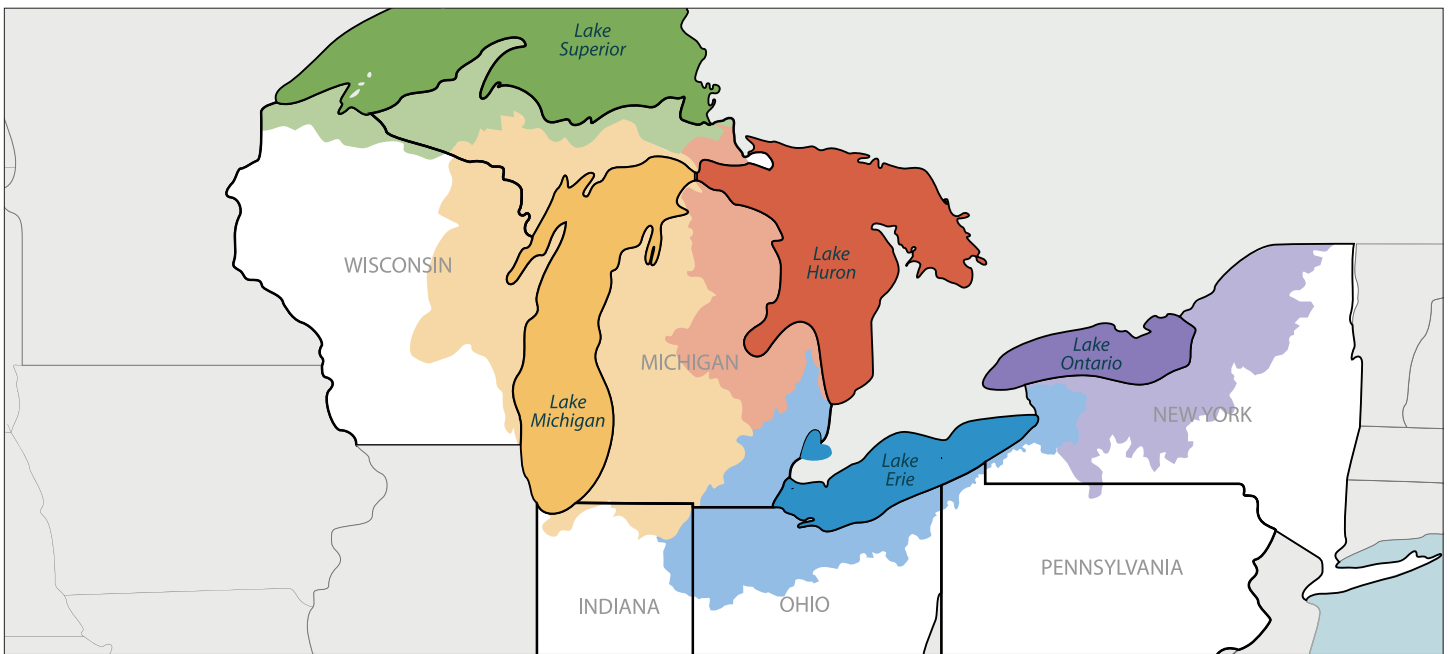 Lake
Superior
WISCONSIN
Lake
Huron
MICHIGAN
Lake
Ontario
Lake
Michigan
NEW YORK
Lake
Erie
PENNSYLVANIA
INDIANA
OHIO